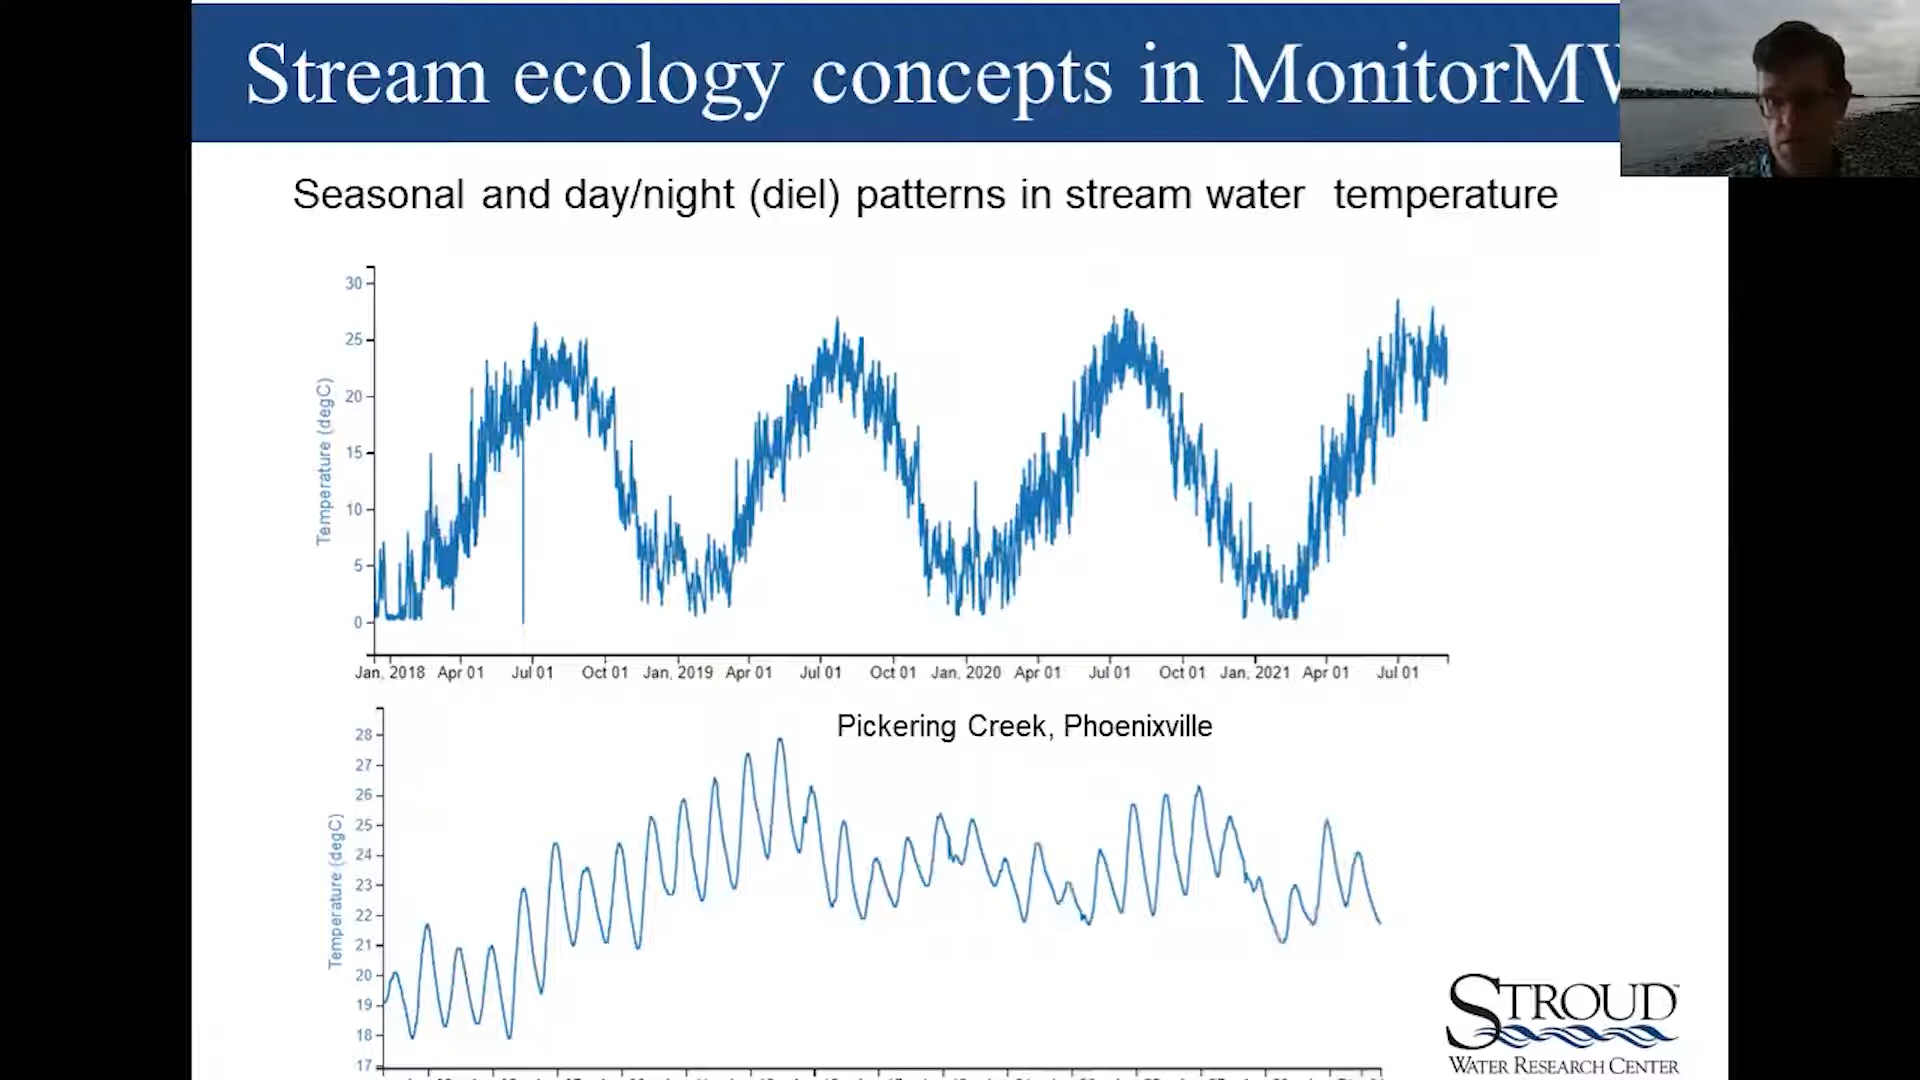 Stream ecology concepts in MonitorMW
Seasonal and day/night (diel) patterns in stream water temperature
30
25
20
15
10
5
0
Temperature (degC)
Jan, 2018 Apr 01 Jul 01 Oct 01 Jan, 2019 Apr 01 Jul 01 Oct 01 Jan, 2020 Apr 01 Jul 01 Oct 01 Jan, 2021 Apr 01 Jul 01
Pickering Creek, Phoenixville
28
27
26
25
24
23
22
21
20
19
18
17
Temperature (degC)
STROUD
WATER RESEARCH CENTER